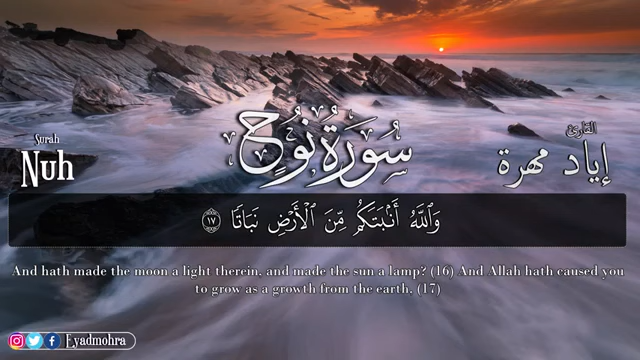 Surah
Nuh
سُورَةُ نُوحٍ
القارئ
إياد مهرة
وَٱللَّهُ أَنۢبَتَكُم مِّنَ ٱلْأَرْضِ نَبَاتًا ١٧
And hath made the moon a light therein, and made the sun a lamp? (16) And Allah hath caused you
to grow as a growth from the earth, (17)
Eyadmohra